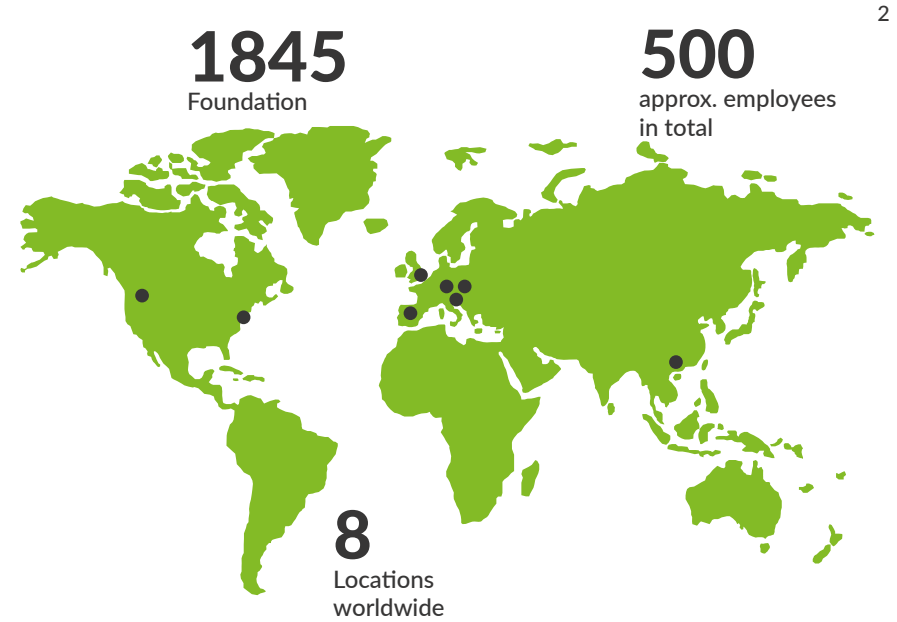 2
1845
Foundation
500
approx. employees
in total
8
Locations
worldwide